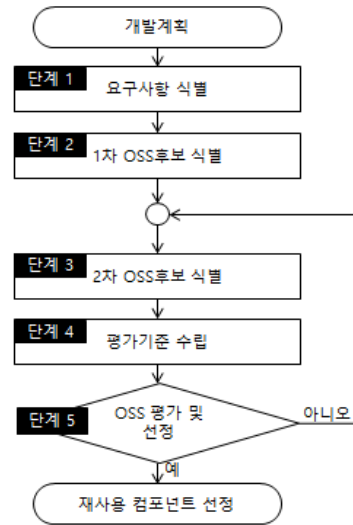 개발계획
단계 1
요구사항 식별
단계 2
1차 OSS후보 식별
단계 3
2차 OSS후보 식별
단계 4
평가기준 수립
단계 5
OSS 평가 및
선정
아니오
예
재사용 컴포넌트 선정